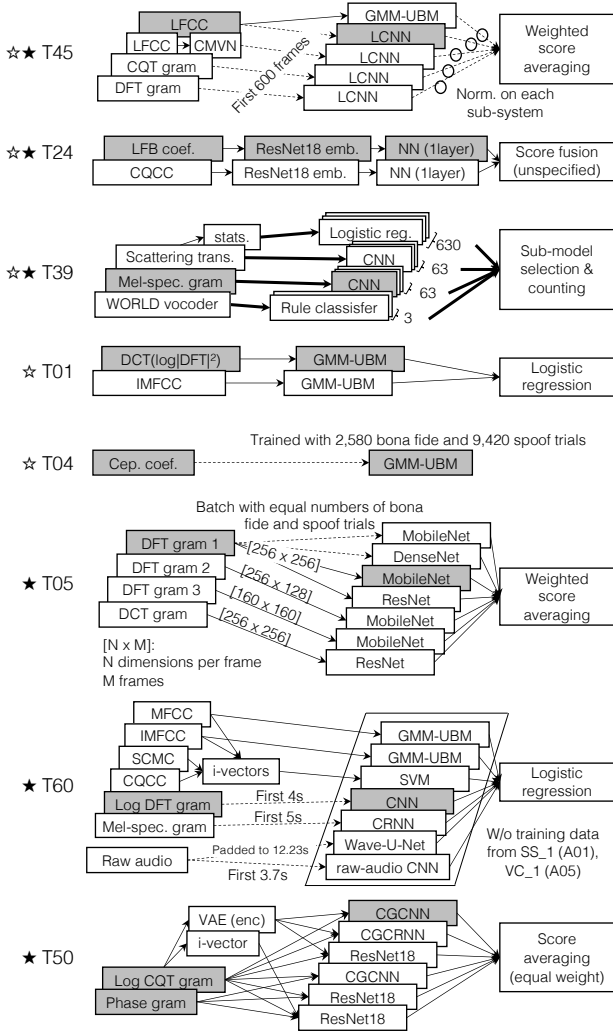 ☆★ T45
LFCC
LFCC
CMVN
CQT gram
DFT gram
First 600 frames
GMM-UBM
LCNN
LCNN
LCNN
LCNN
Norm. on each
sub-system
Weighted
score
averaging
☆★ T24
LFB coef.
ResNet18 emb.
NN (1layer)
CQCC
ResNet18 emb.
NN (1layer)
Score fusion
(unspecified)
☆★ T39
stats.
Scattering trans.
Mel-spec. gram
WORLD vocoder
Logistic reg.
630
CNN
63
CNN
63
Rule classisfer
3
Sub-model
selection &
counting
☆ T01
DCT(log|DFT|²)
GMM-UBM
IMFCC
GMM-UBM
Logistic
regression
☆ T04
Trained with 2,580 bona fide and 9,420 spoof trials
Cep. coef.
GMM-UBM
★ T05
Batch with equal numbers of bona
fide and spoof trials
DFT gram 1
DFT gram 2
DFT gram 3
DCT gram
[256 x 256]
[256 x 128]
[160 x 160]
[256 x 256]
[N x M]:
N dimensions per frame
M frames
MobileNet
DenseNet
MobileNet
ResNet
MobileNet
MobileNet
ResNet
Weighted
score
averaging
★ T60
MFCC
IMFCC
SCMC
CQCC
i-vectors
Log DFT gram
Mel-spec. gram
Raw audio
First 4s
First 5s
Padded to 12.23s
First 3.7s
GMM-UBM
GMM-UBM
SVM
CNN
CRNN
Wave-U-Net
raw-audio CNN
Logistic
regression
W/o training data
from SS_1 (A01),
VC_1 (A05)
★ T50
VAE (enc)
i-vector
Log CQT gram
Phase gram
CGCNN
CGCRNN
ResNet18
CGCNN
ResNet18
ResNet18
Score
averaging
(equal weight)